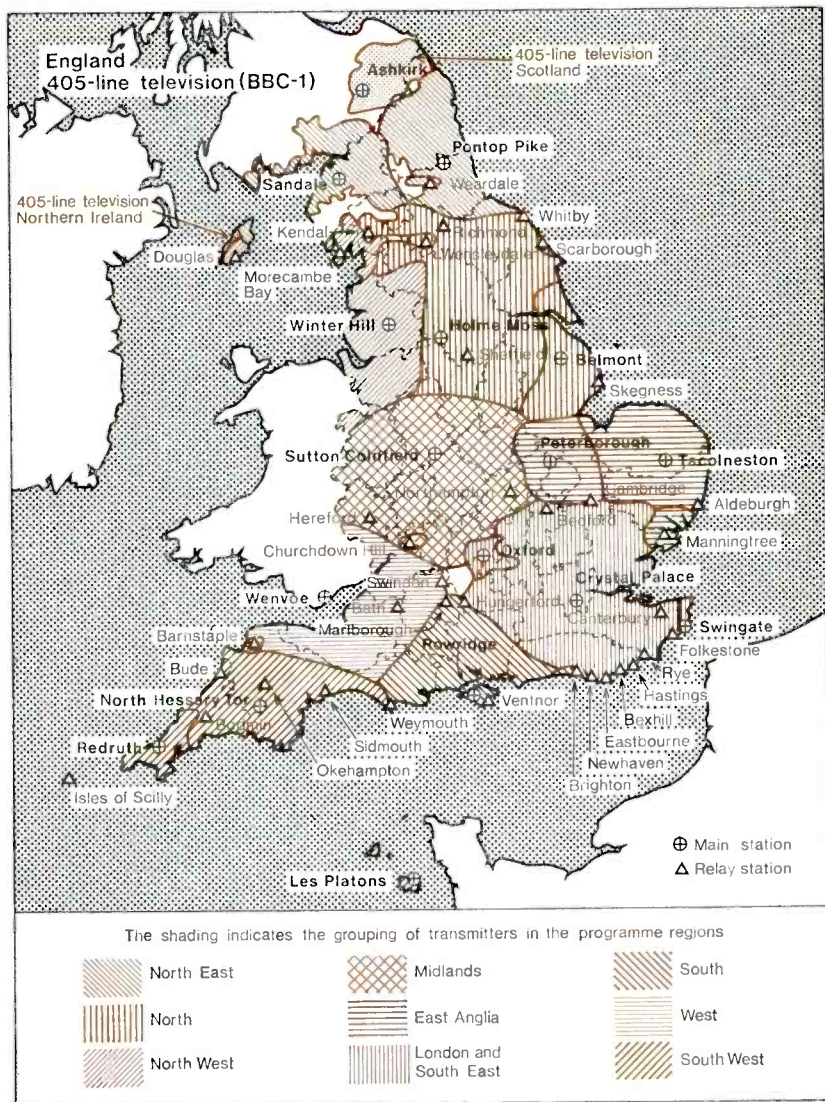 England
405-line television (BBC-1)
405-line television
Scotland
Ashkirk
Pontop Pike
Weardale
Sandale
405-line television
Northern Ireland
Douglas
Kendal
Richmond
Wensleydale
Whitby
Scarborough
Morecambe
Bay
Winter Hill
Holme Moss
Sheffield
Belmont
Skegness
Sutton Coldfield
Peterborough
Tacolneston
Northampton
Cambridge
Aldeburgh
Hereford
Bedford
Manningtree
Churchdown Hill
Oxford
Crystal Palace
Swindon
Wenvoe
Hungerford
Bath
Canterbury
Swingate
Marlborough
Barnstaple
Rowridge
Folkestone
Bude
Rye
North Hessary Tor
Hastings
Bodmin
Weymouth
Ventnor
Bexhill
Redruth
Sidmouth
Eastbourne
Okehampton
Newhaven
Isles of Scilly
Brighton
Main station
Relay station
Les Platons
The shading indicates the grouping of transmitters in the programme regions
North East
Midlands
South
North
East Anglia
West
North West
London and
South East
South West